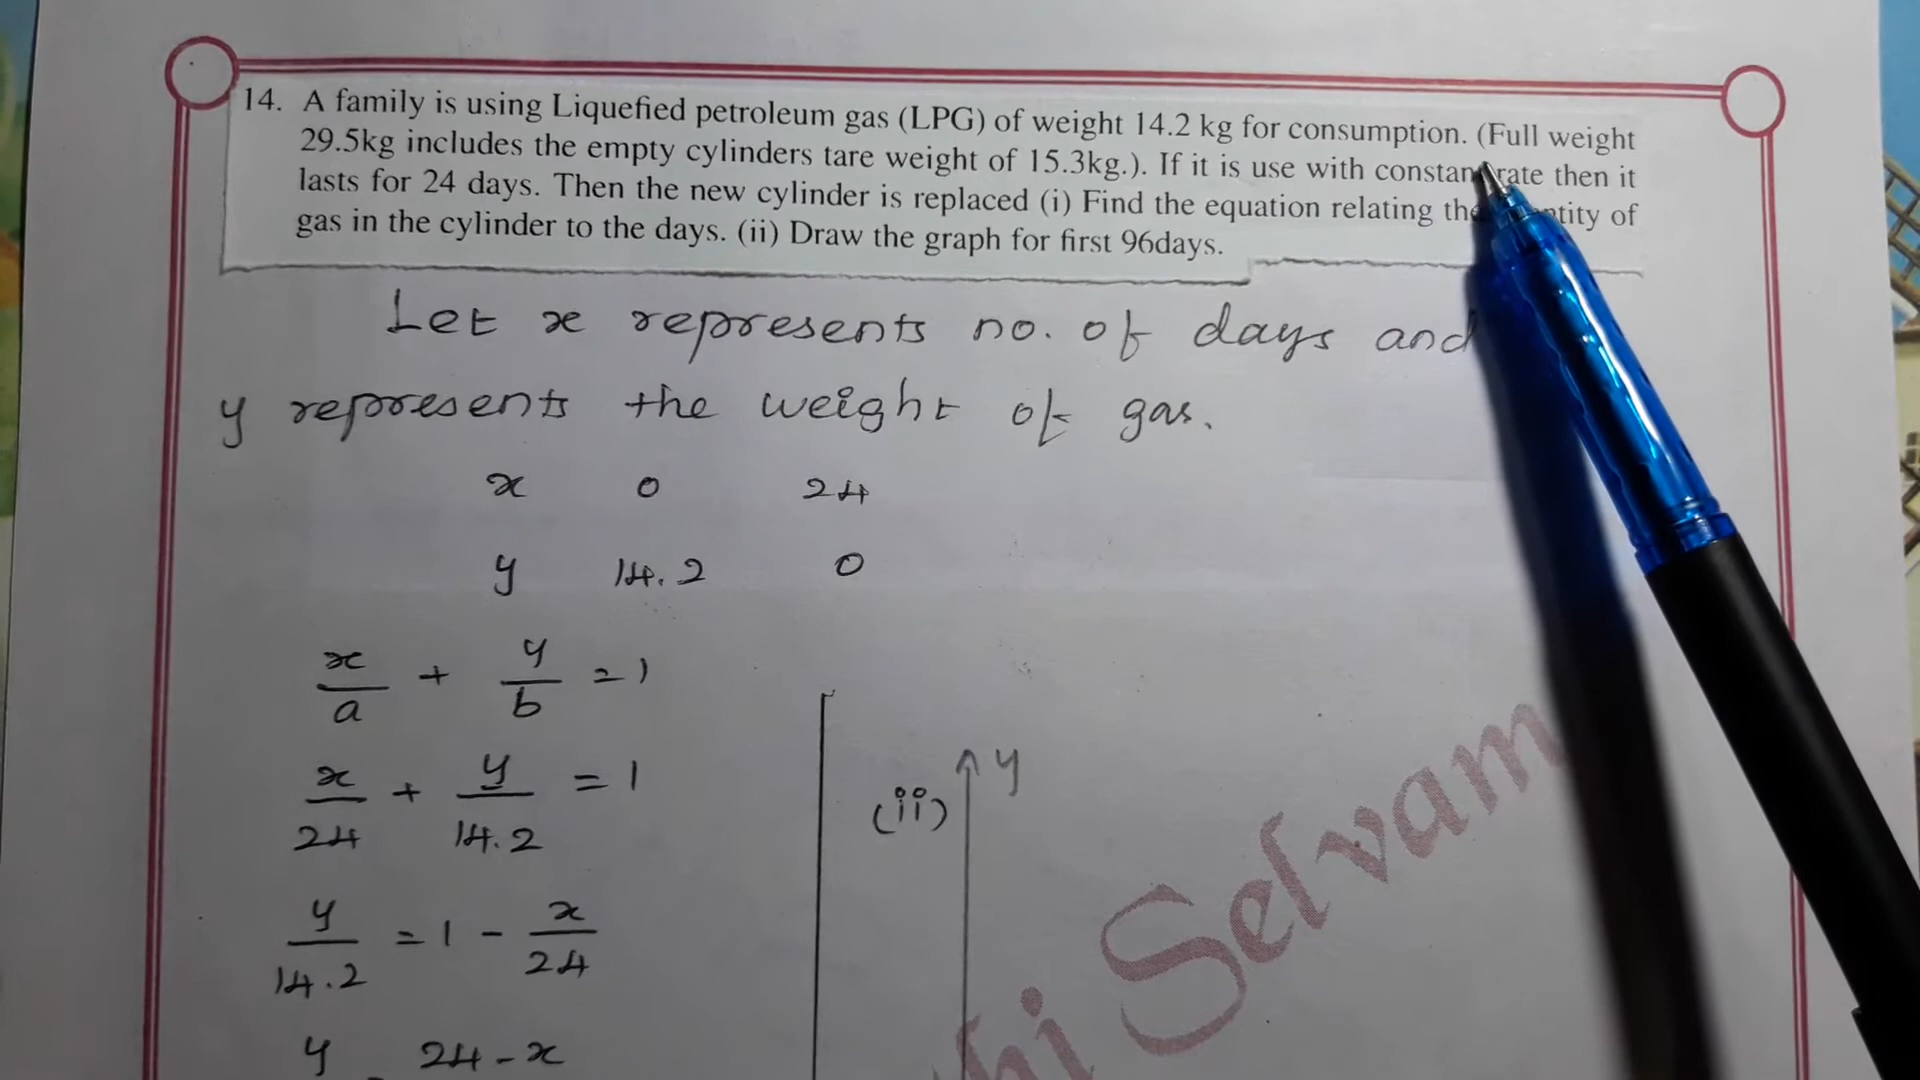 14. A family is using Liquefied petroleum gas (LPG) of weight 14.2 kg for consumption. (Full weight
29.5kg includes the empty cylinders tare weight of 15.3kg.). If it is use with constant rate then it
lasts for 24 days. Then the new cylinder is replaced (i) Find the equation relating the of
gas in the cylinder to the days. (ii) Draw the graph for first 96days.
Let x represents no. of days and
y represents the weight of gas.
x 0 24
y 14.2 0
x/a + y/b = 1
x/24 + y/14.2 = 1
(ii) y
y/14.2 = 1 - x/24
y 24 - x
hi Selvam